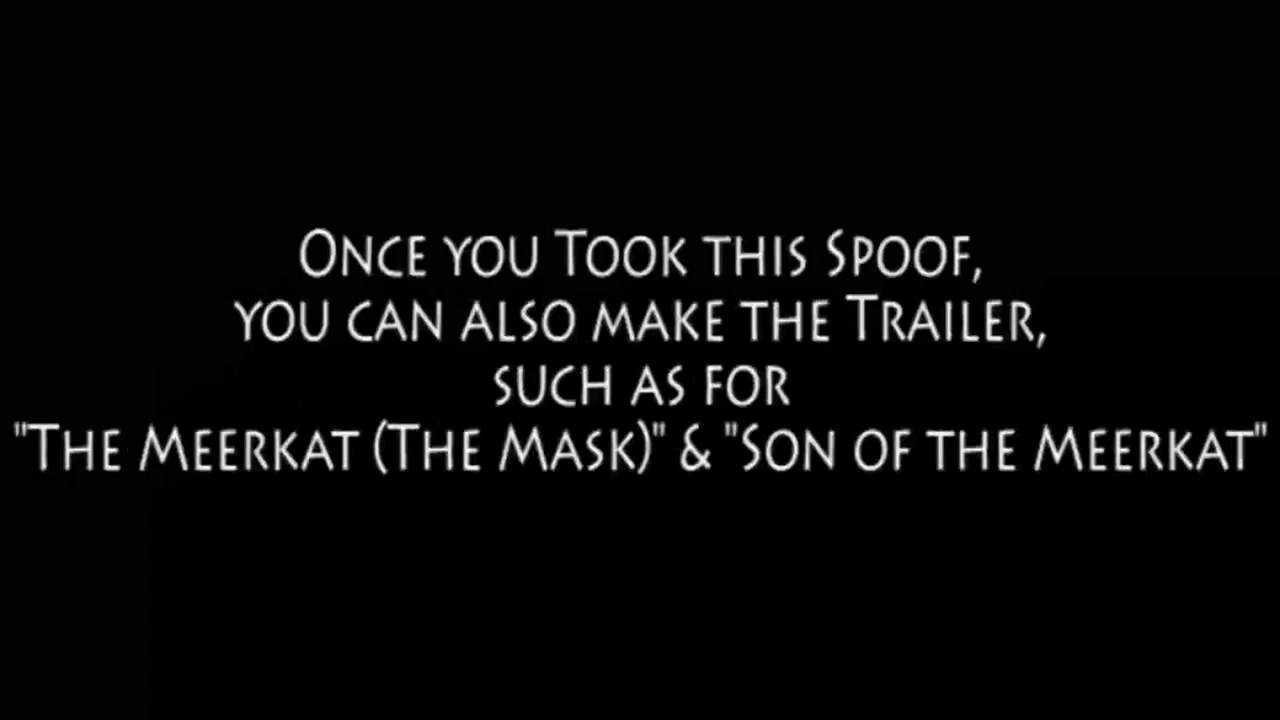 Once you Took this Spoof,
you can also make the Trailer,
such as for
"The Meerkat (The Mask)" & "Son of the Meerkat"